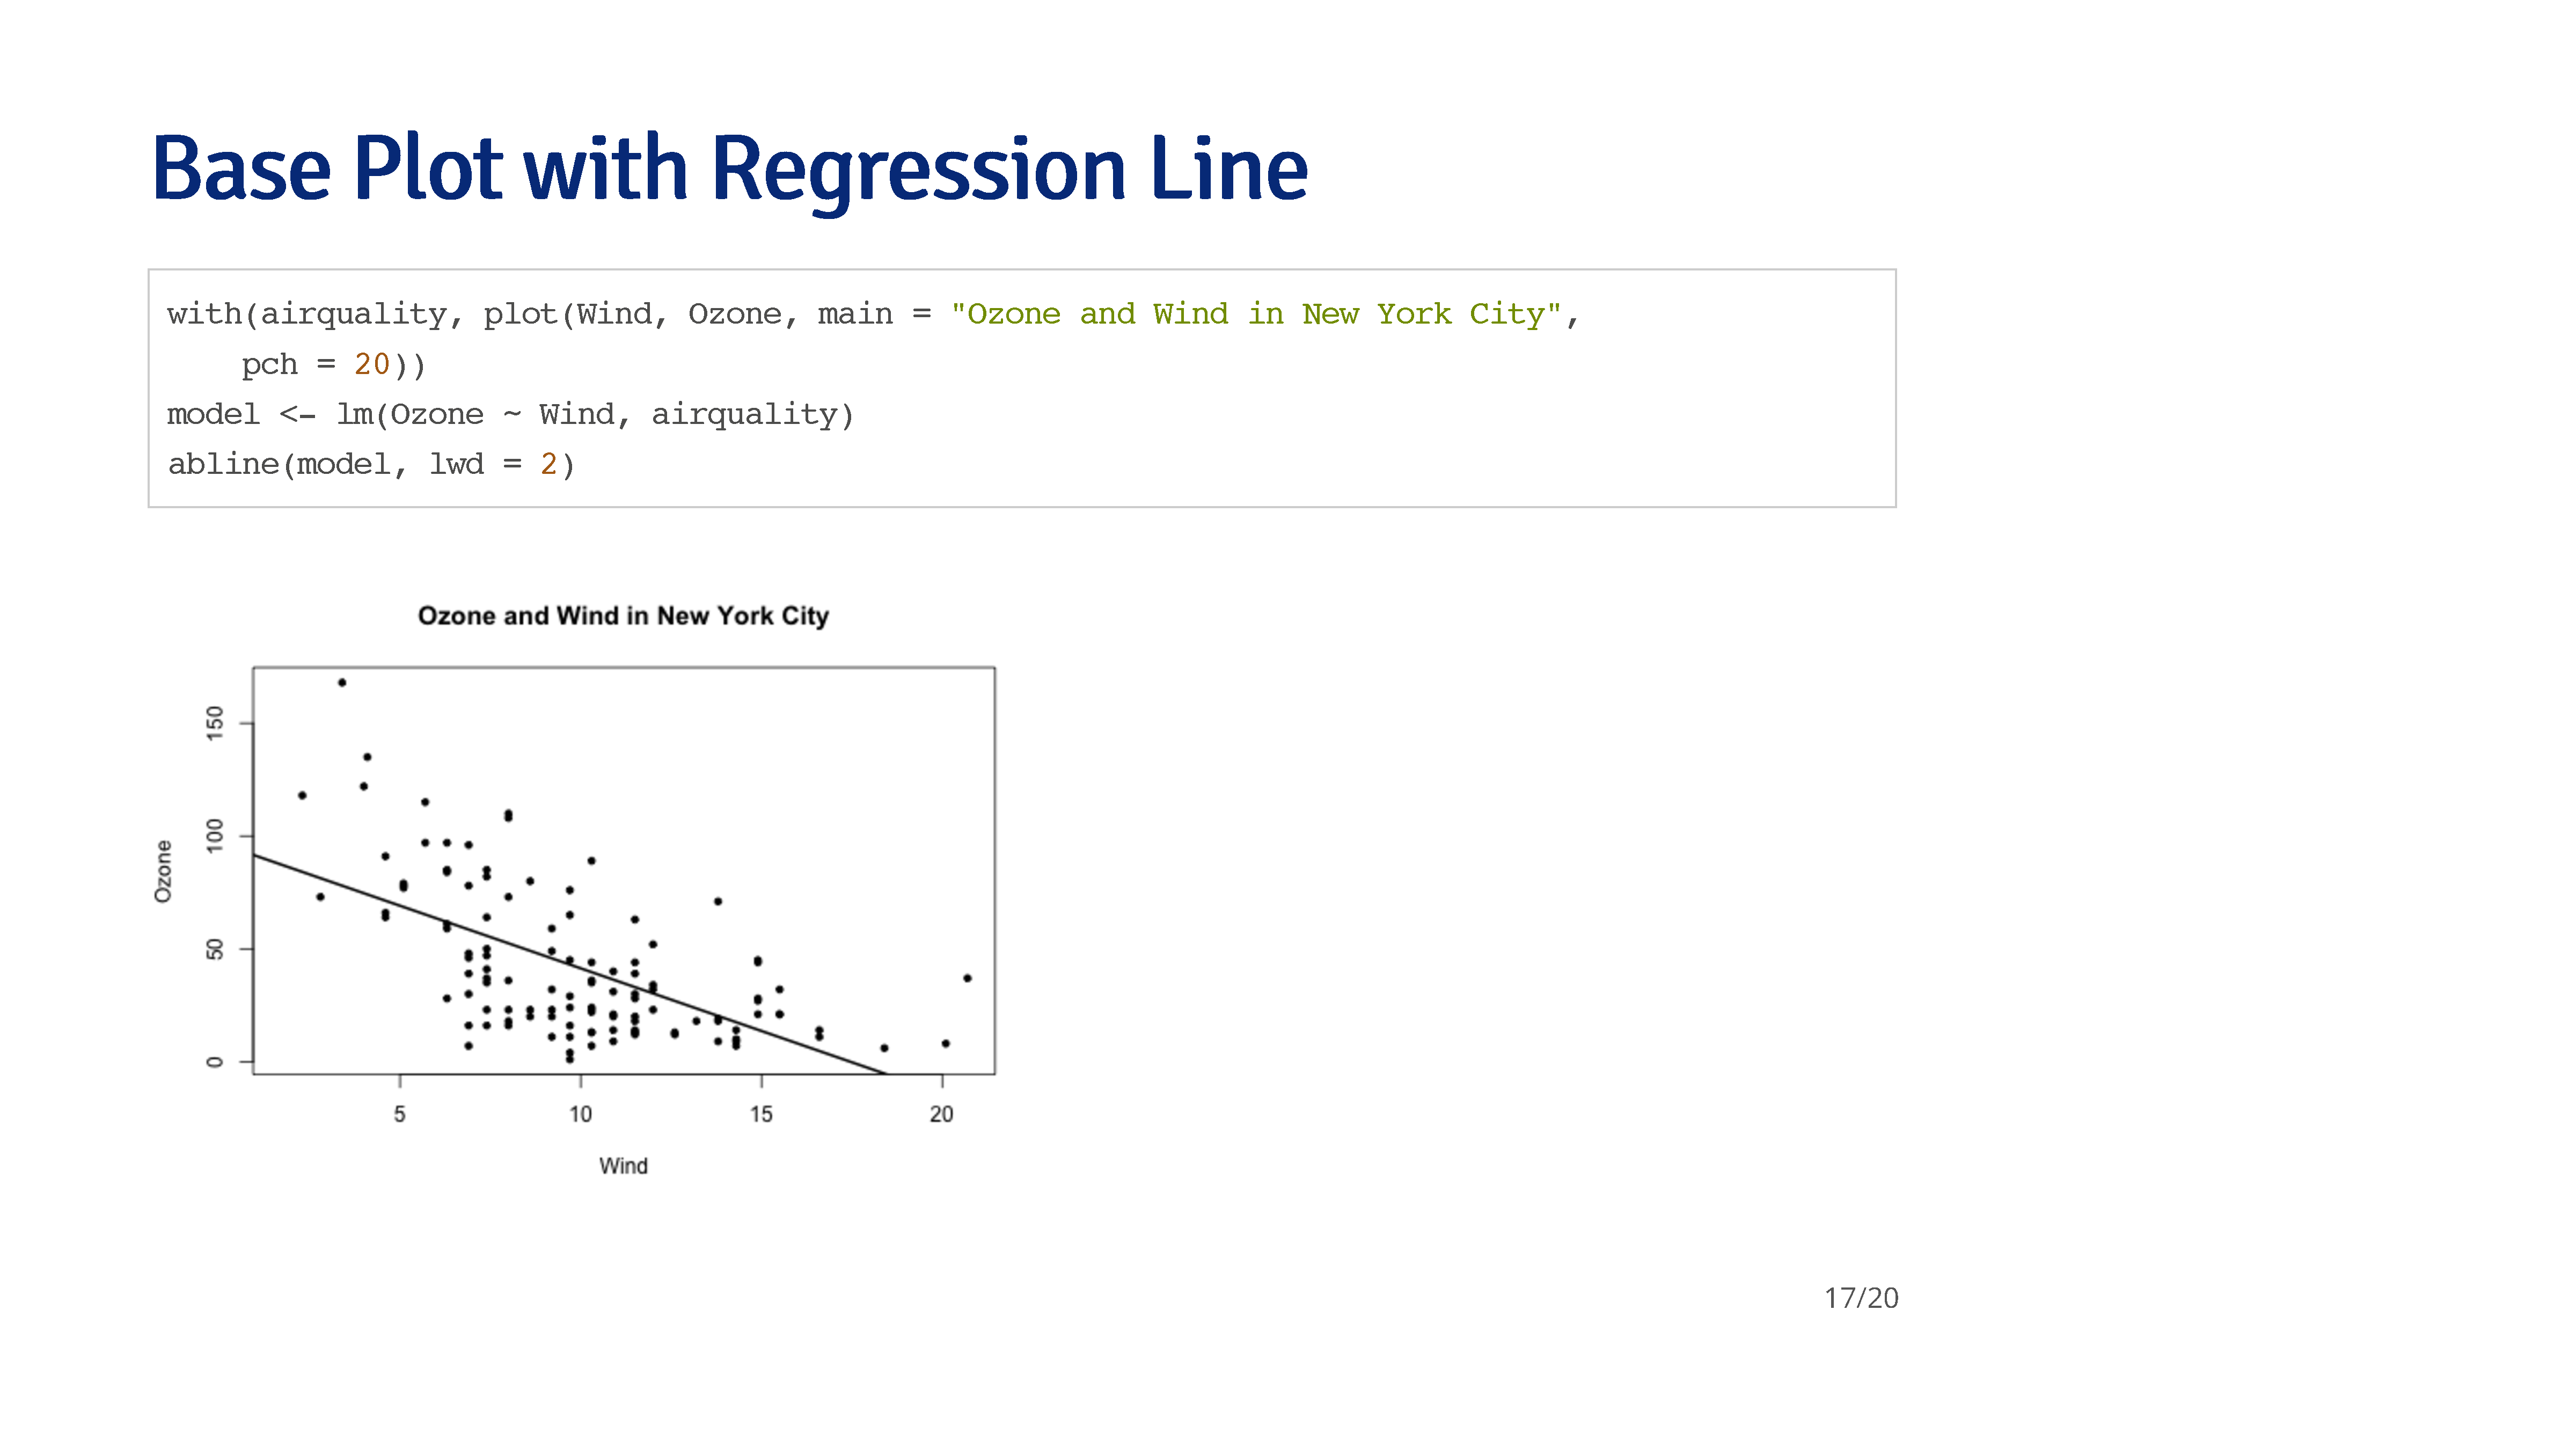 Base Plot with Regression Line
with(airquality, plot(Wind, Ozone, main = "Ozone and Wind in New York City",
    pch = 20))
model <- lm(Ozone ~ Wind, airquality)
abline(model, lwd = 2)
Ozone and Wind in New York City
150
100
50
0
Ozone
5 10 15 20
Wind
17/20